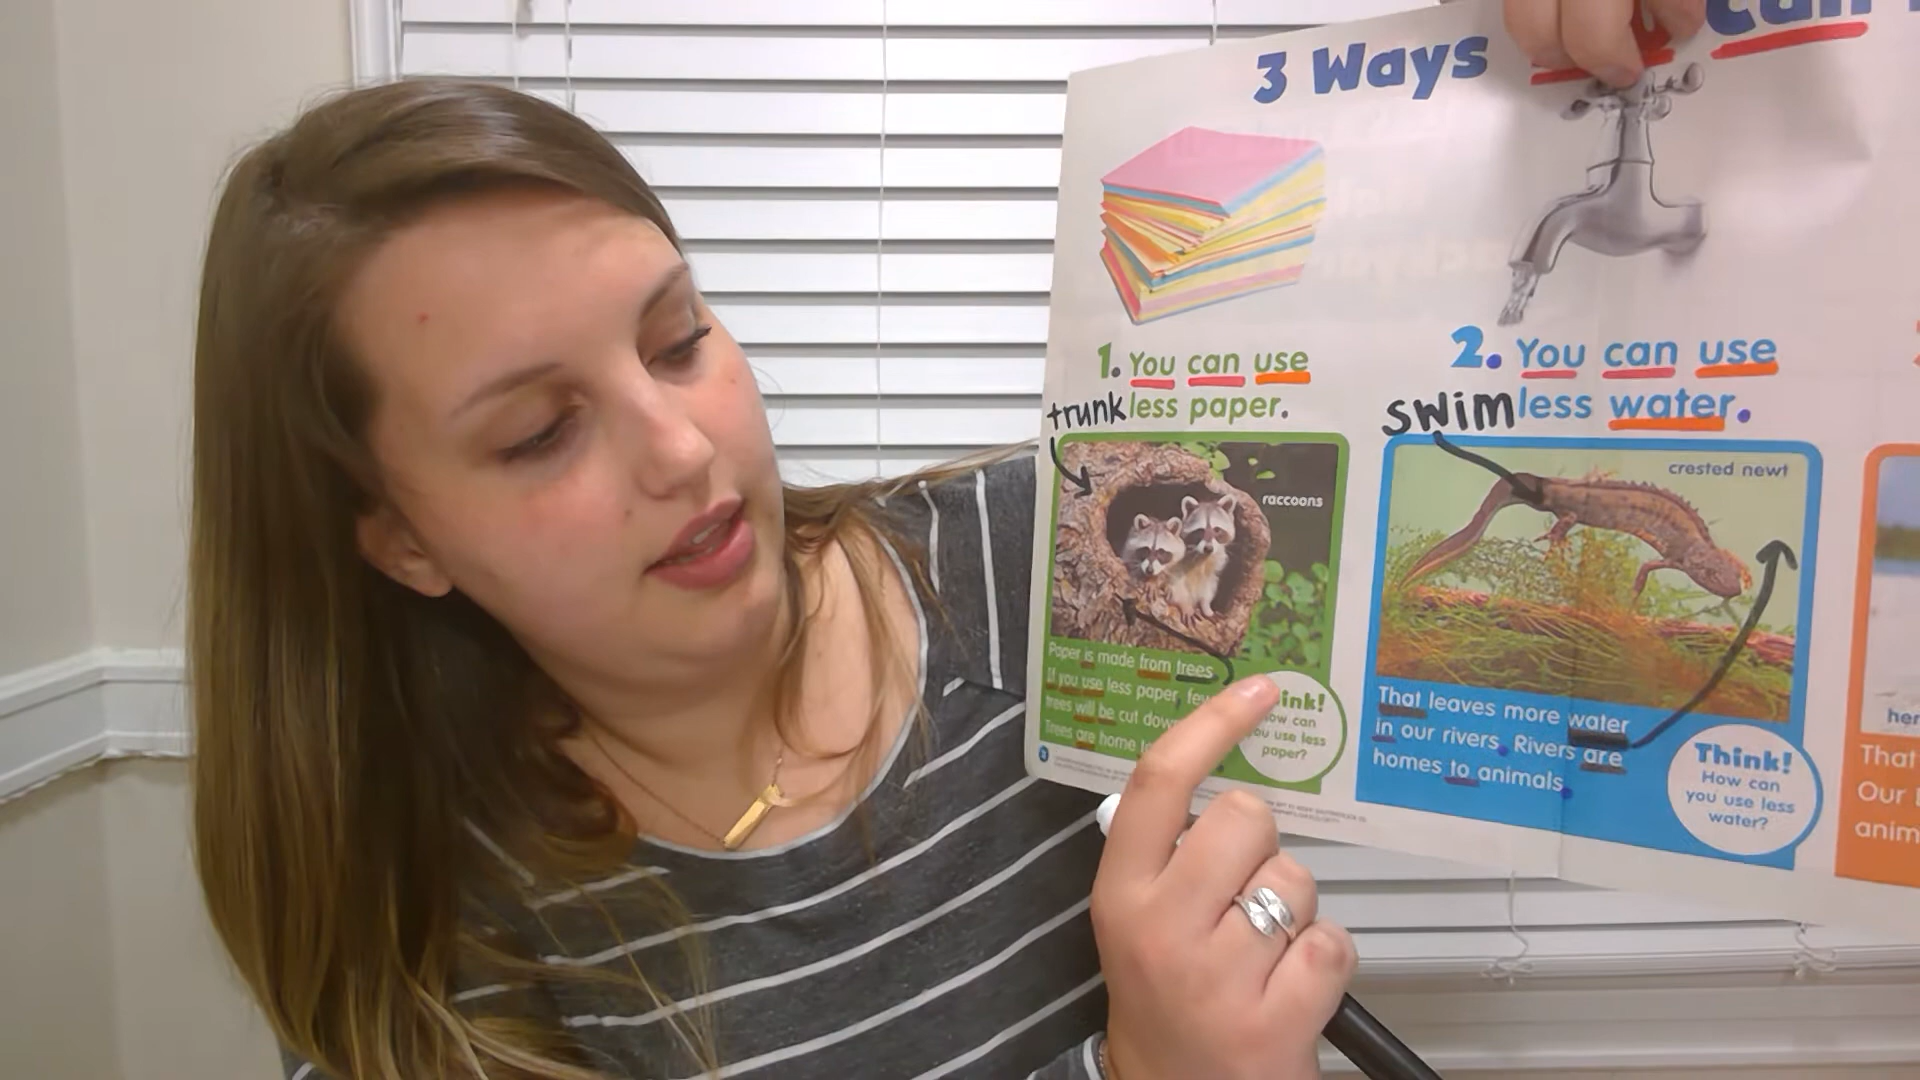 3 Ways can
1. You can use
less paper.
trunk
raccoons
Paper is made from trees
If you use less paper,
trees will be cut
Trees are home
Think!
How can
you use less
paper?
2. You can use
less water.
swim
crested newt
That leaves more water
in our rivers. Rivers are
homes to animals.
Think!
How can
you use less
water?
That
Our